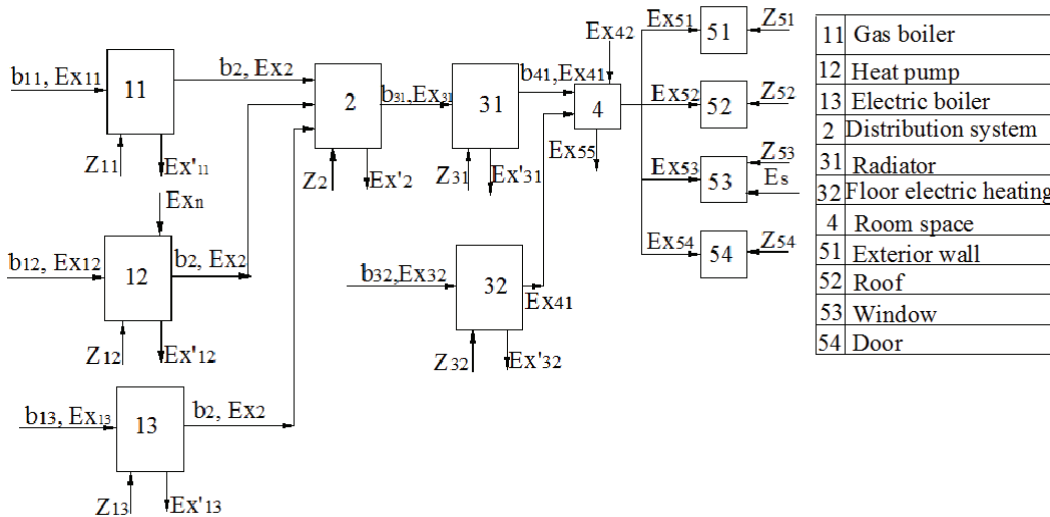 b11, Ex11
11
Z11
Ex'11
b2, Ex2
Exn
b12, Ex12
12
Z12
Ex'12
b2, Ex2
b13, Ex13
13
Z13
Ex'13
b2, Ex2
2
Z2
Ex'2
b31, Ex31
31
Z31
Ex'31
b41, Ex41
b32, Ex32
32
Z32
Ex'32
Ex41
Ex42
4
Ex55
Ex51
51
Z51
Ex52
52
Z52
Ex53
53
Z53
Es
Ex54
54
Z54
11 Gas boiler
12 Heat pump
13 Electric boiler
2 Distribution system
31 Radiator
32 Floor electric heating
4 Room space
51 Exterior wall
52 Roof
53 Window
54 Door